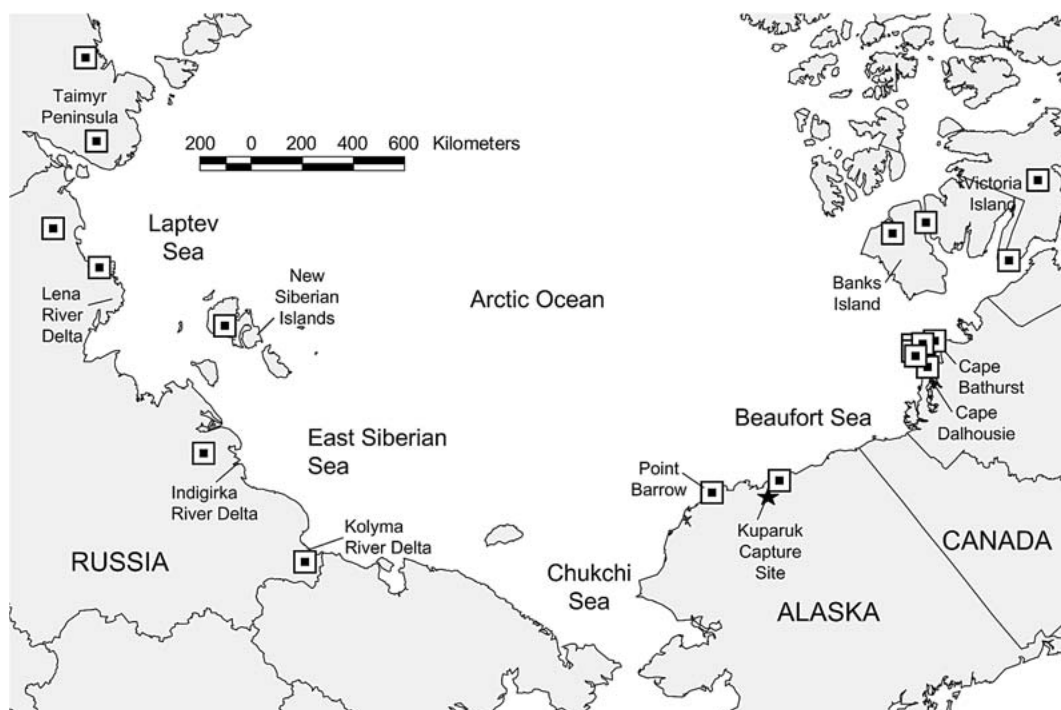 Taimyr
Peninsula
200 0 200 400 600 Kilometers
Victoria
Island
Laptev
Sea
New
Siberian
Islands
Lena
River
Delta
Arctic Ocean
Banks
Island
Cape
Bathurst
Cape
Dalhousie
Beaufort Sea
East Siberian
Sea
Point
Barrow
Indigirka
River Delta
Kolyma
River Delta
Kuparuk
Capture
Site
CANADA
RUSSIA
Chukchi
Sea
ALASKA